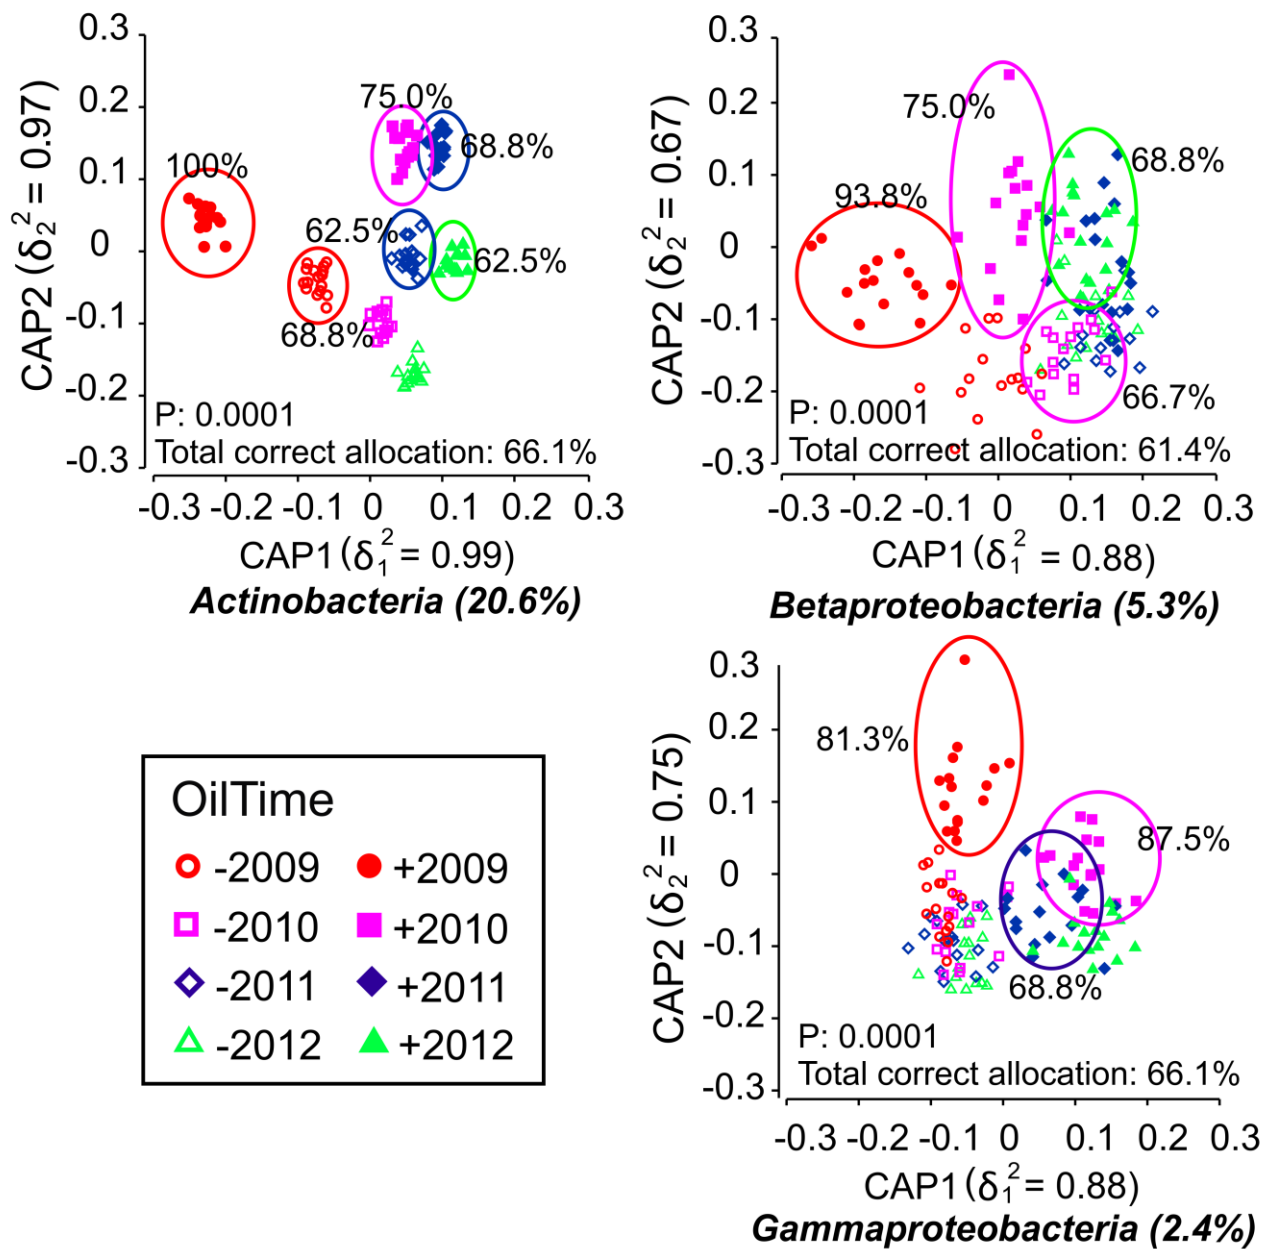 0.3
0.2
0.1
0
-0.1
-0.2
-0.3
CAP2 (δ₂² = 0.97)
100%
75.0%
68.8%
62.5%
62.5%
68.8%
P: 0.0001
Total correct allocation: 66.1%
-0.3 -0.2 -0.1 0 0.1 0.2 0.3
CAP1 (δ₁² = 0.99)
Actinobacteria (20.6%)
0.3
0.2
0.1
0
-0.1
-0.2
-0.3
CAP2 (δ₂² = 0.67)
75.0%
68.8%
93.8%
66.7%
P: 0.0001
Total correct allocation: 61.4%
-0.3 -0.2 -0.1 0 0.1 0.2 0.3
CAP1 (δ₁² = 0.88)
Betaproteobacteria (5.3%)
OilTime
-2009 +2009
-2010 +2010
-2011 +2011
-2012 +2012
0.3
0.2
0.1
0
-0.1
-0.2
-0.3
CAP2 (δ₂² = 0.75)
81.3%
87.5%
68.8%
P: 0.0001
Total correct allocation: 66.1%
-0.3 -0.2 -0.1 0 0.1 0.2 0.3
CAP1 (δ₁² = 0.88)
Gammaproteobacteria (2.4%)